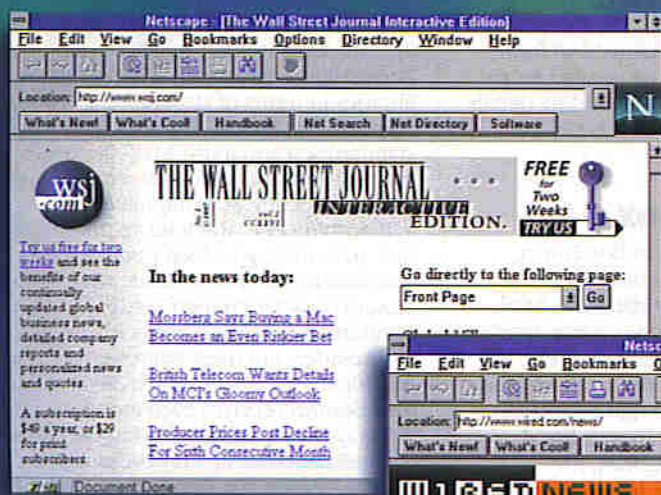 Netscape - [The Wall Street Journal Interactive Edition]
File Edit View Go Bookmarks Options Directory Window Help
Location: http://www.wsj.com/
N
What's New! What's Cool! Handbook Net Search Net Directory Software
wsj
.com
THE WALL STREET JOURNAL
INTERACTIVE
EDITION.
FREE
for
Two
Weeks
TRY US
Try us free for two
weeks and see the
benefits of our
continually
updated global
business news,
detailed company
reports and
personalized news
and quotes.
A subscription is
$49 a year, or $29
for print
subscribers.
In the news today:
Mossberg Says Buying a Mac
Becomes an Even Riskier Bet
British Telecom Wants Details
On MCI's Gloomy Outlook
Producer Prices Post Decline
For Sixth Consecutive Month
Go directly to the following page:
Front Page Go
Document Done
Netsc
File Edit View Go Bookmarks O
Location: http://www.wired.com/news/
What's New! What's Cool! Handbook
WIRED NEWS